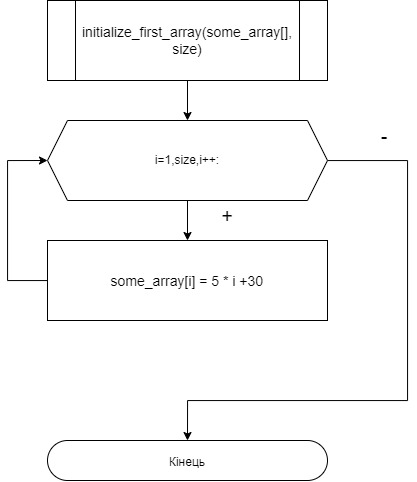 initialize_first_array(some_array[],
size)
-
i=1,size,i++:
+
some_array[i] = 5 * i +30
Кінець